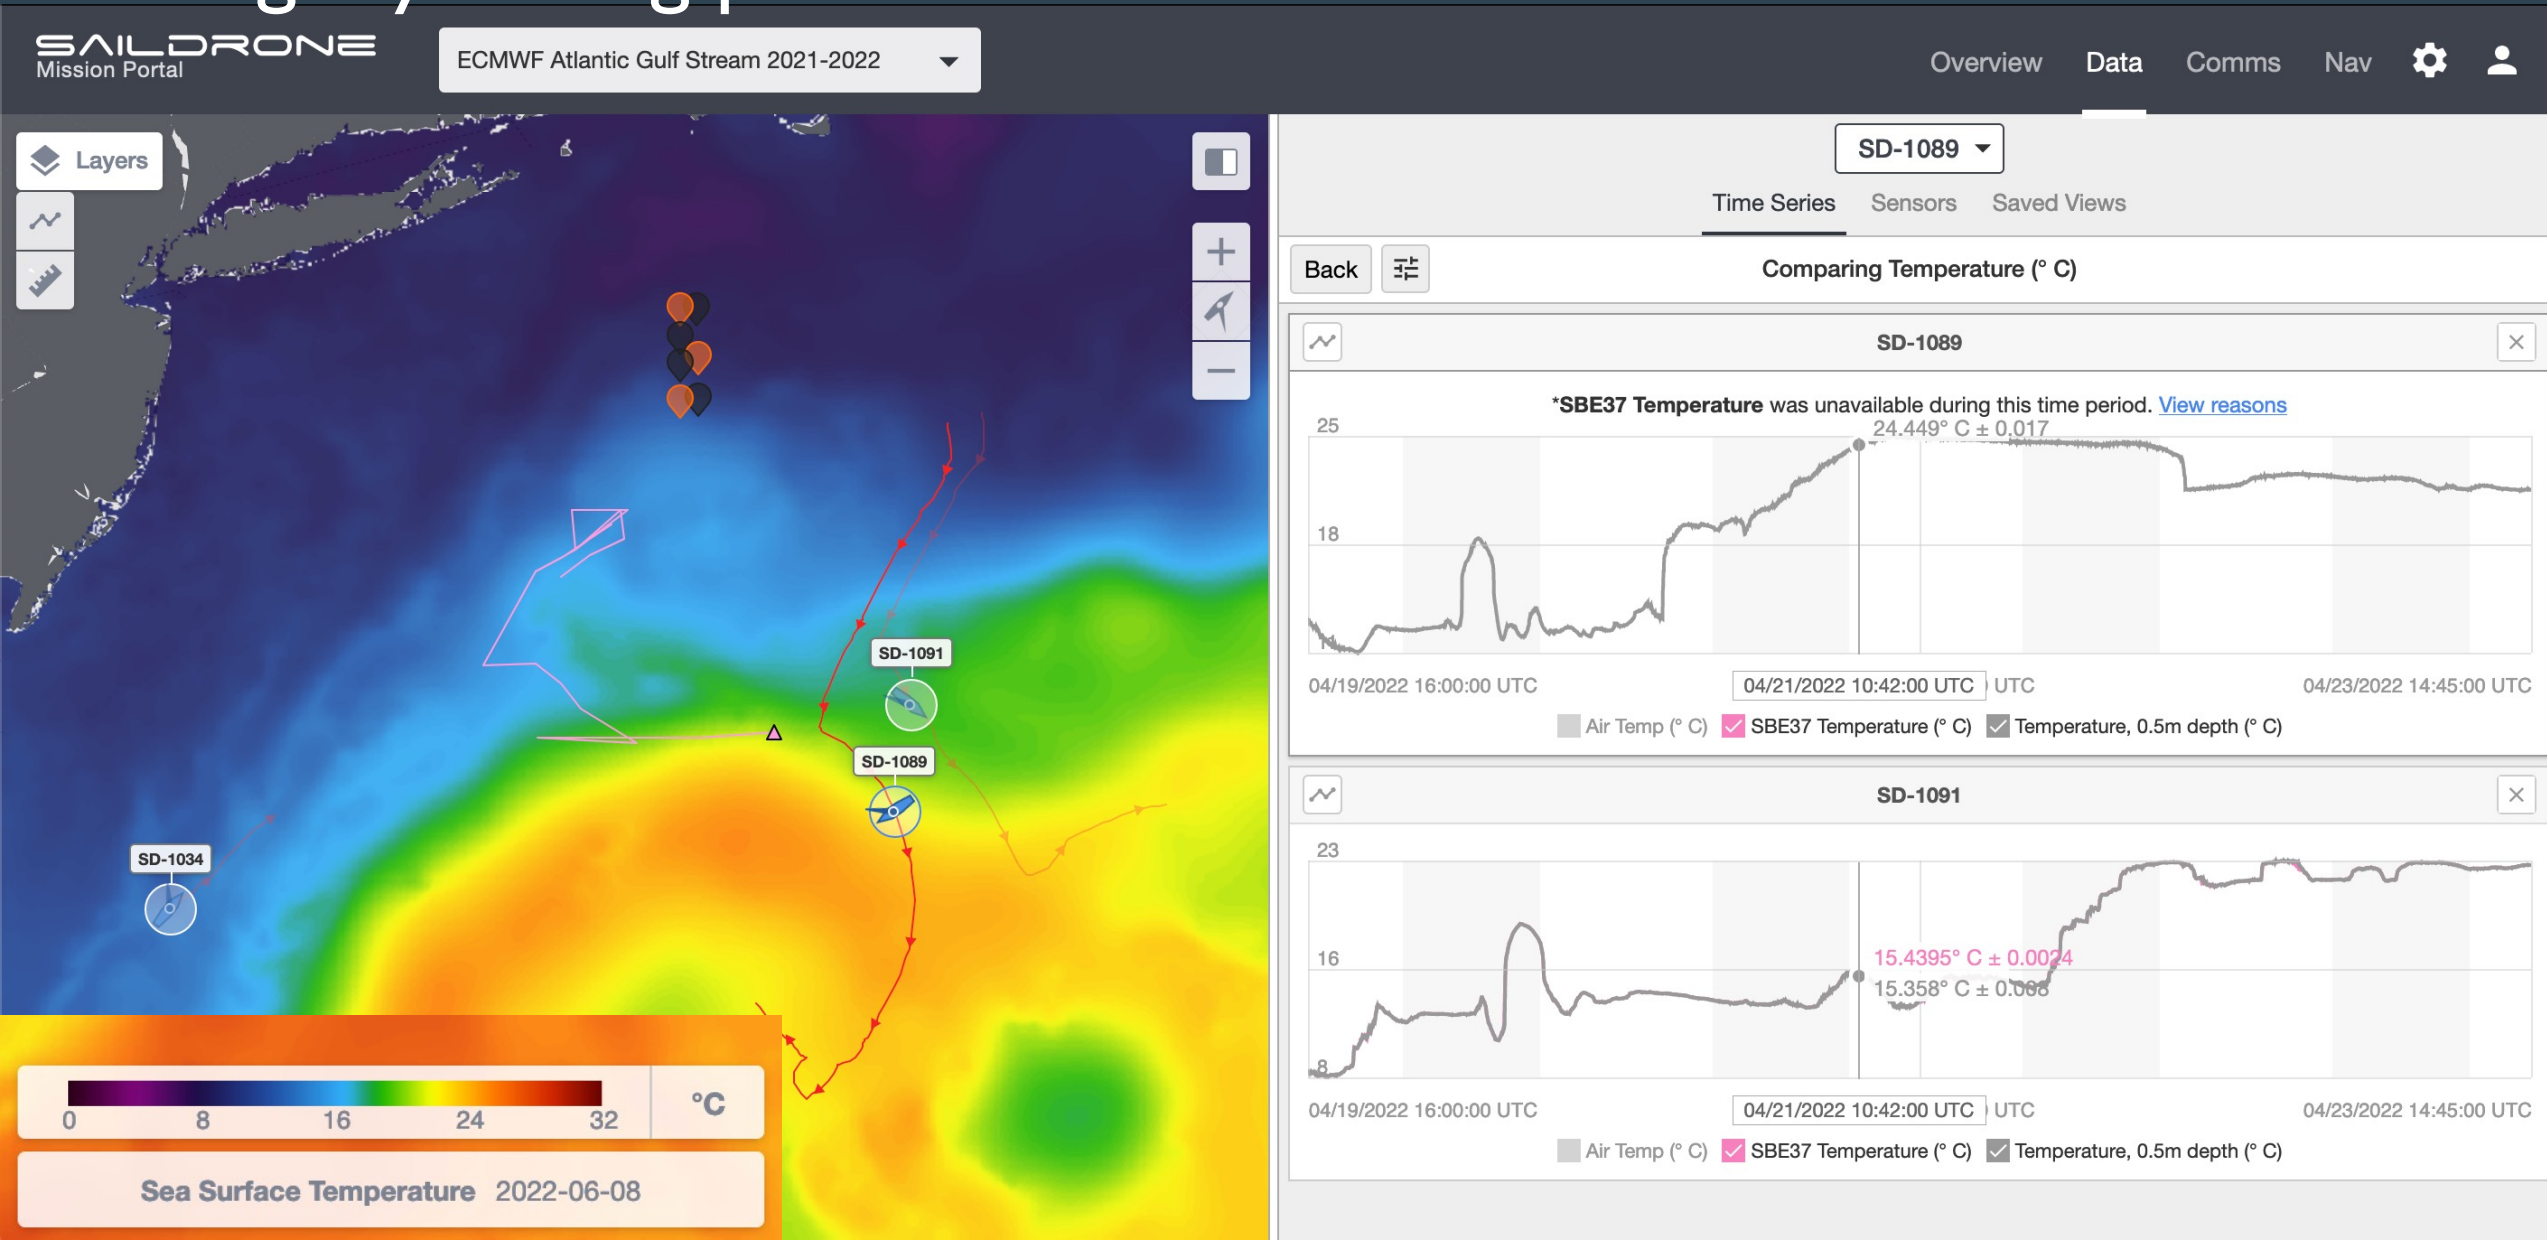 SAILDRONE
Mission Portal
ECMWF Atlantic Gulf Stream 2021-2022
Overview Data Comms Nav
Layers
SD-1091
SD-1089
SD-1034
0 8 16 24 32
°C
Sea Surface Temperature 2022-06-08
SD-1089
Time Series Sensors Saved Views
Back
Comparing Temperature (° C)
SD-1089
*SBE37 Temperature was unavailable during this time period. View reasons
25
24.449° C ± 0.017
18
04/19/2022 16:00:00 UTC 04/21/2022 10:42:00 UTC UTC 04/23/2022 14:45:00 UTC
Air Temp (° C) SBE37 Temperature (° C) Temperature, 0.5m depth (° C)
SD-1091
23
16
15.4395° C ± 0.0024
15.358° C ±
8
04/19/2022 16:00:00 UTC 04/21/2022 10:42:00 UTC UTC 04/23/2022 14:45:00 UTC
Air Temp (° C) SBE37 Temperature (° C) Temperature, 0.5m depth (° C)